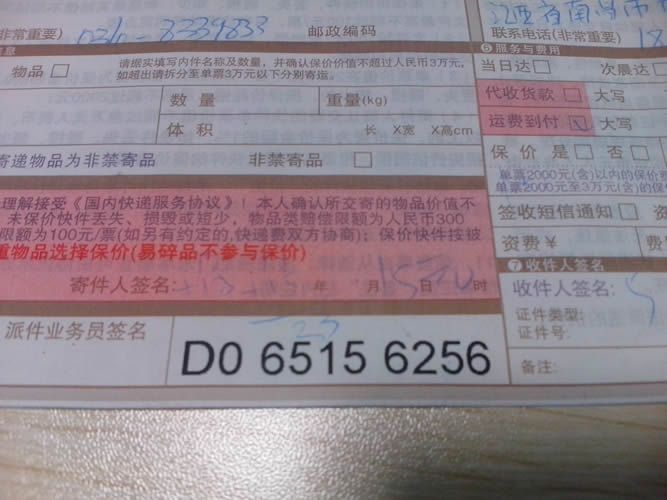 江西省南昌市
非常重要) 邮政编码
联系电话(非常重要)
信息
❻服务与费用
物品□ 请据实填写内件名称及数量,并确认保价价值不超过人民币3万元,
如超出请拆分至单票3万元以下分别寄运。
当日达□ 次晨达□
数量 重量(kg)
代收货款□ 大写
体积 长 X宽 X高cm
运费到付☒ 大写
寄递物品为非禁寄品 非禁寄品 □
保价 是□ 否□
单票2000元(含)以内的保价费
单票2000元至3万元(含)的保
理解接受《国内快递服务协议》!本人确认所交寄的物品价值不
未保价快件丢失、损毁或短少,物品类赔偿限额为人民币300
限额为100元/票(如另有约定的,快递费双方协商);保价快件按被
重物品选择保价(易碎品不参与保价)
签收短信通知□
资费¥ 费
寄件人签名: 年 月 日 时
❼收件人签名
收件人签名:
证件类型:
证件号:
派件业务员签名
D0 6515 6256
备注: